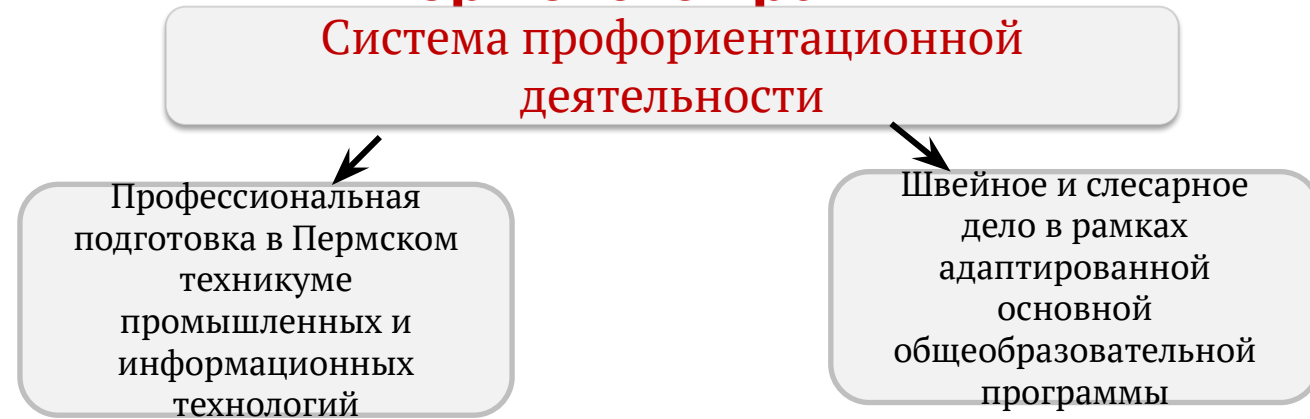 Система профориентационной
деятельности
Профессиональная
подготовка в Пермском
техникуме
промышленных и
информационных
технологий
Швейное и слесарное
дело в рамках
адаптированной
основной
общеобразовательной
программы